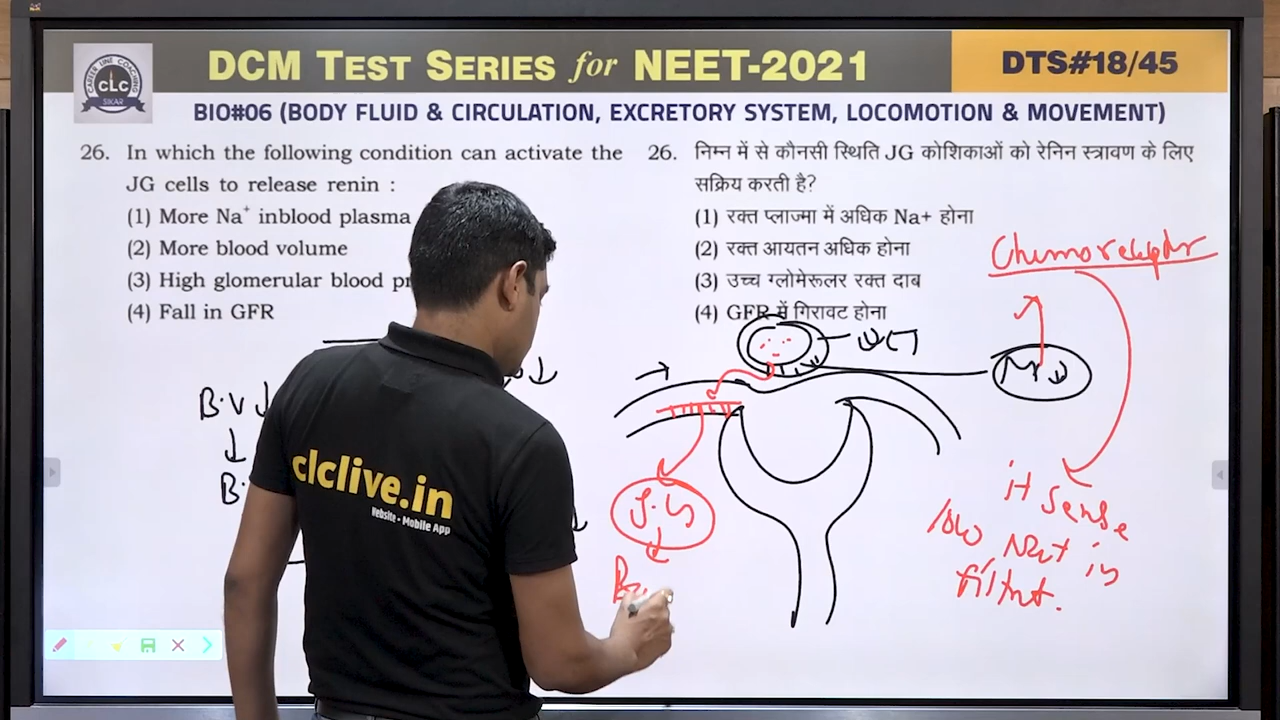 DCM TEST SERIES for NEET-2021
DTS#18/45
CAREER LINE COACHING
CLC
SIKAR
BIO#06 (BODY FLUID & CIRCULATION, EXCRETORY SYSTEM, LOCOMOTION & MOVEMENT)
26. In which the following condition can activate the
JG cells to release renin :
(1) More Na+ inblood plasma
(2) More blood volume
(3) High glomerular blood
(4) Fall in GFR
26. निम्न में से कौनसी स्थिति JG कोशिकाओं को रेनिन स्त्रावण के लिए
सक्रिय करती है?
(1) रक्त प्लाज्मा में अधिक Na+ होना
(2) रक्त आयतन अधिक होना
(3) उच्च ग्लोमेरूलर रक्त दाब
(4) GFR में गिरावट होना
Chemoreceptor
B.V ↓
J.G
it sense
low in
clclive.in
Website - Mobile App